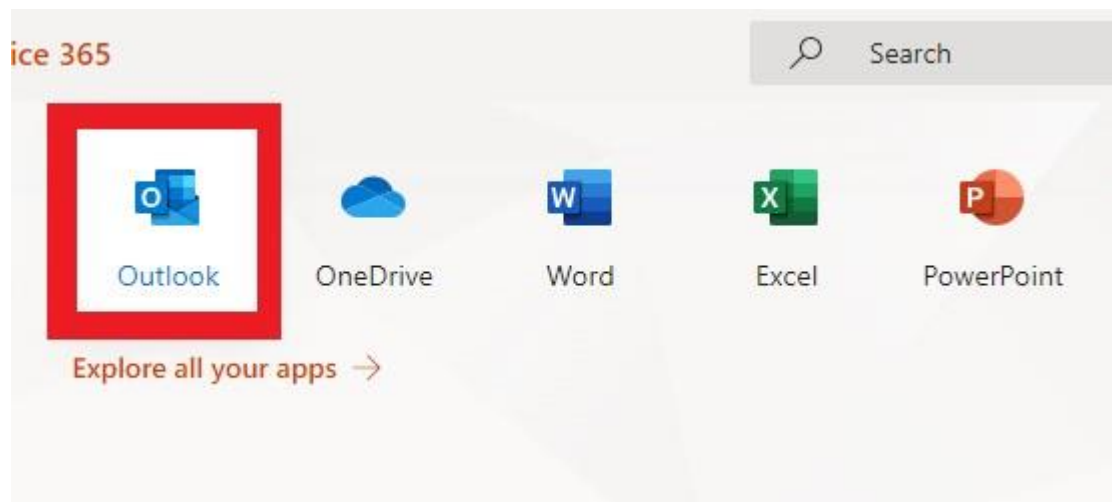 ice 365
Search
O
W
X
P
Outlook
OneDrive
Word
Excel
PowerPoint
Explore all your apps →